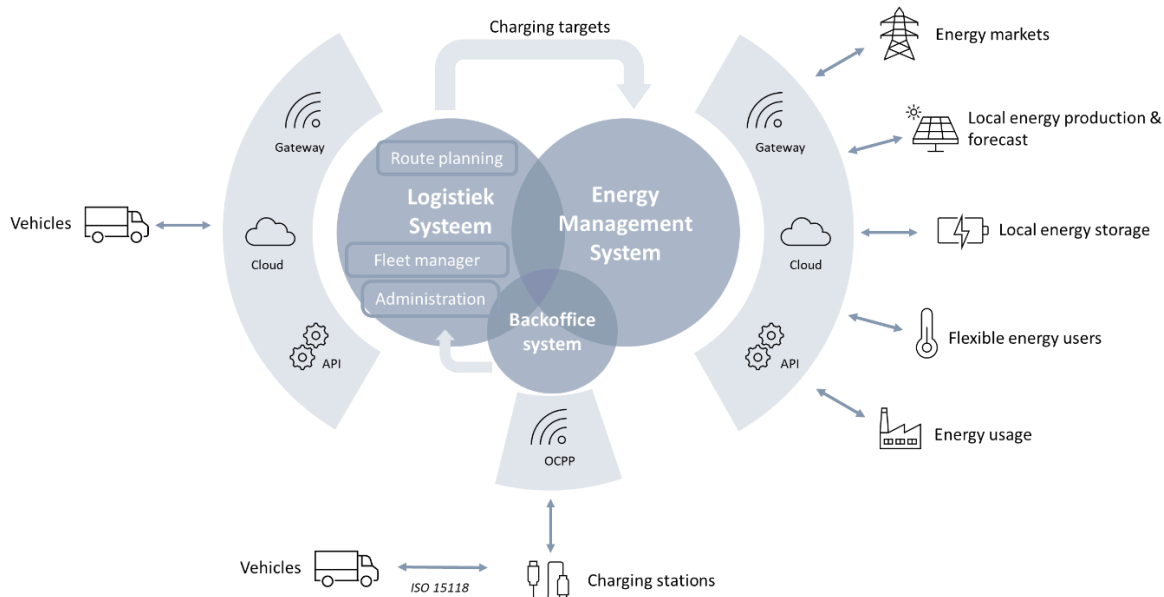 Charging targets
Energy markets
Gateway
Gateway
Local energy production &
forecast
Route planning
Logistiek
Systeem
Energy
Management
System
Vehicles
Cloud
Cloud
Local energy storage
Fleet manager
Administration
Backoffice
system
API
API
Flexible energy users
Energy usage
OCPP
Vehicles
ISO 15118
Charging stations